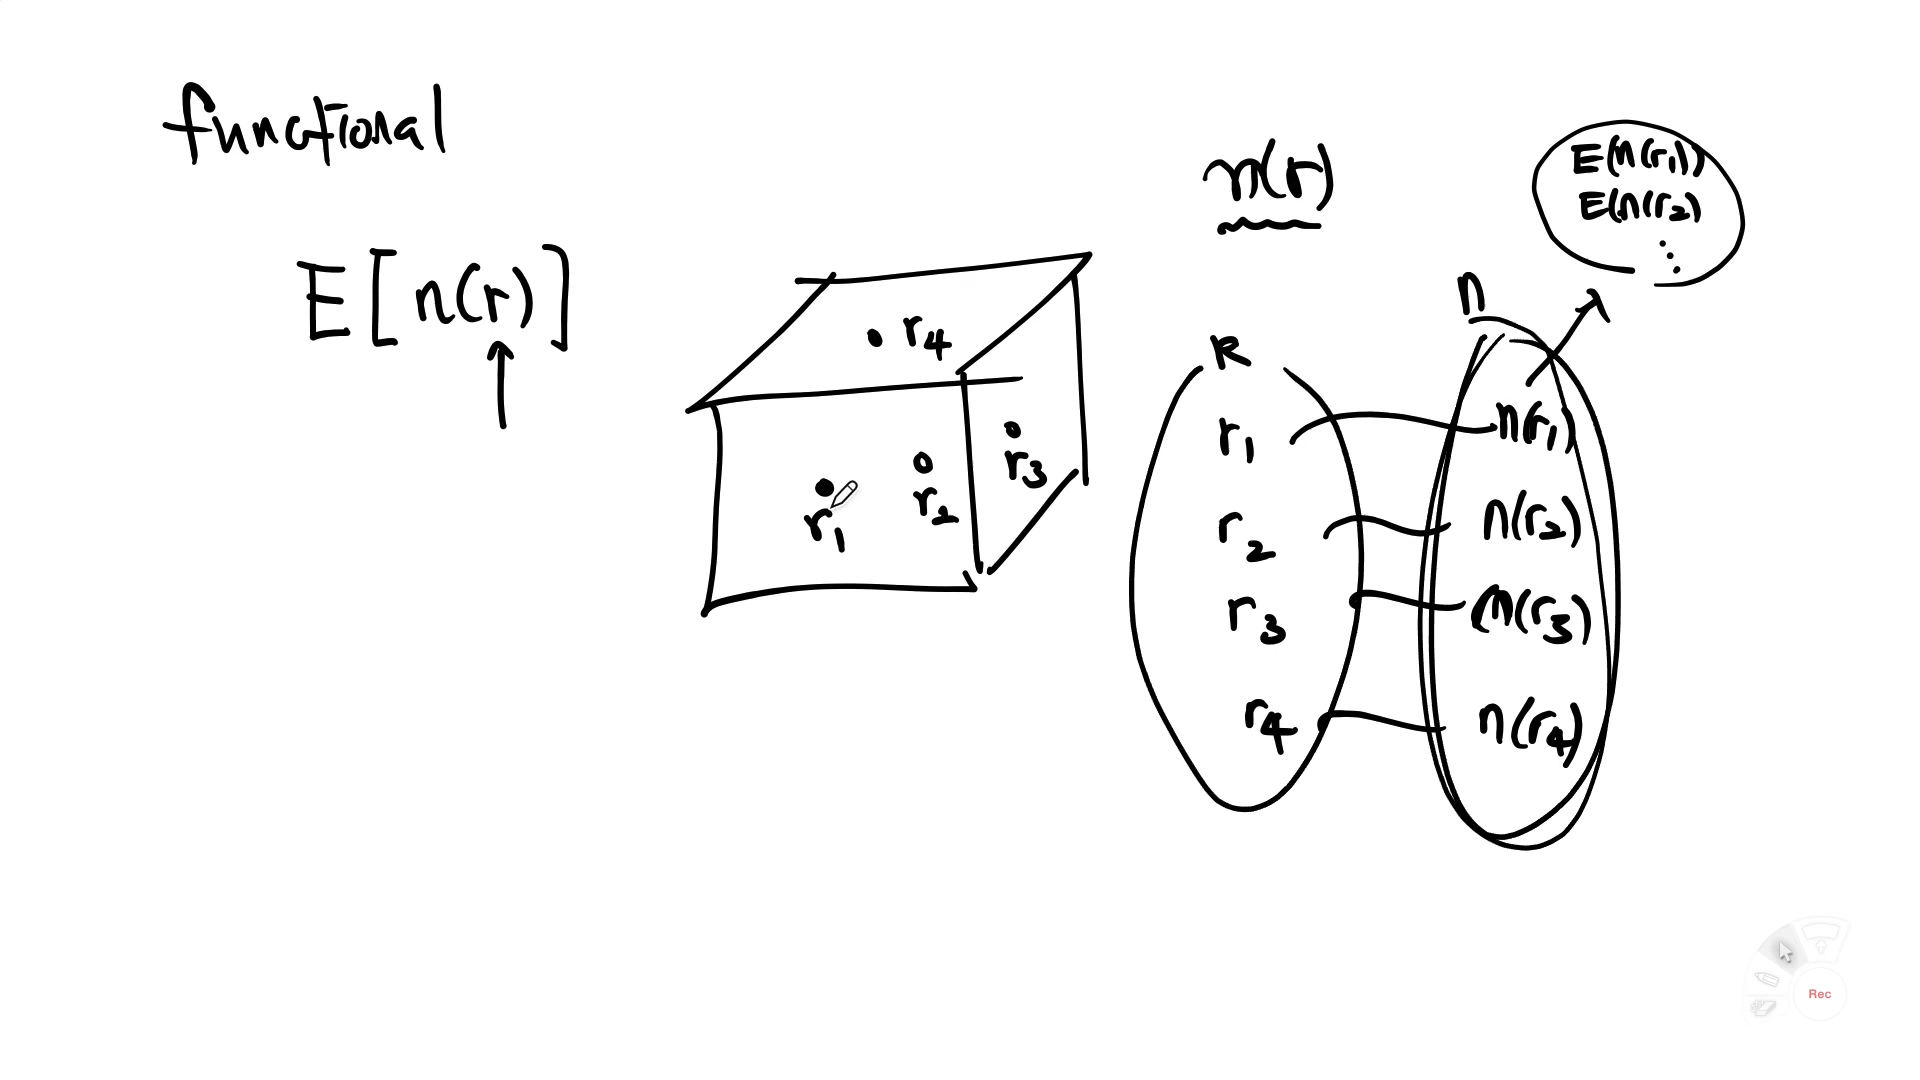 functional
E[n(r)]
r4
r3
r2
r1
n(r)
R
r1
r2
r3
r4
n
n(r1)
n(r2)
n(r3)
n(r4)
E(n(r1))
E(n(r2)
⋮
Rec